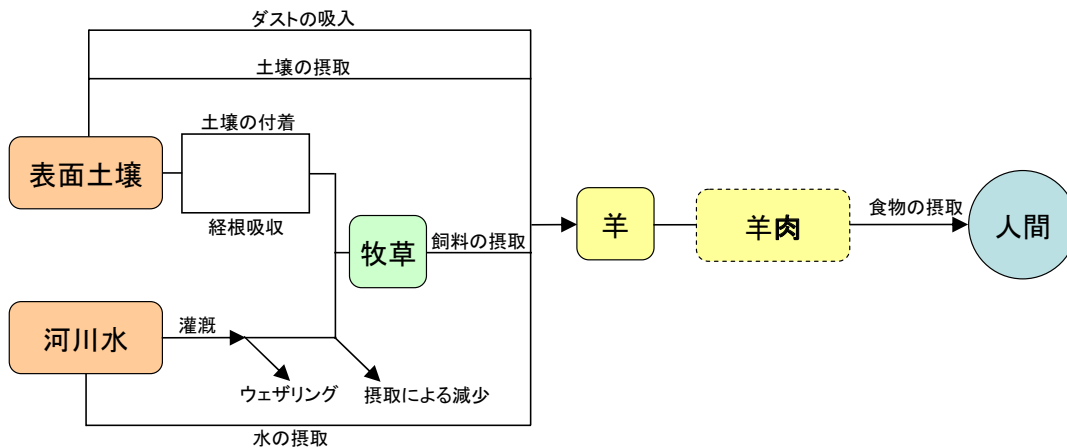 ダストの吸入
土壌の摂取
土壌の付着
表面土壌
経根吸収
牧草
飼料の摂取
羊
羊肉
食物の摂取
人間
河川水
灌漑
ウェザリング
摂取による減少
水の摂取